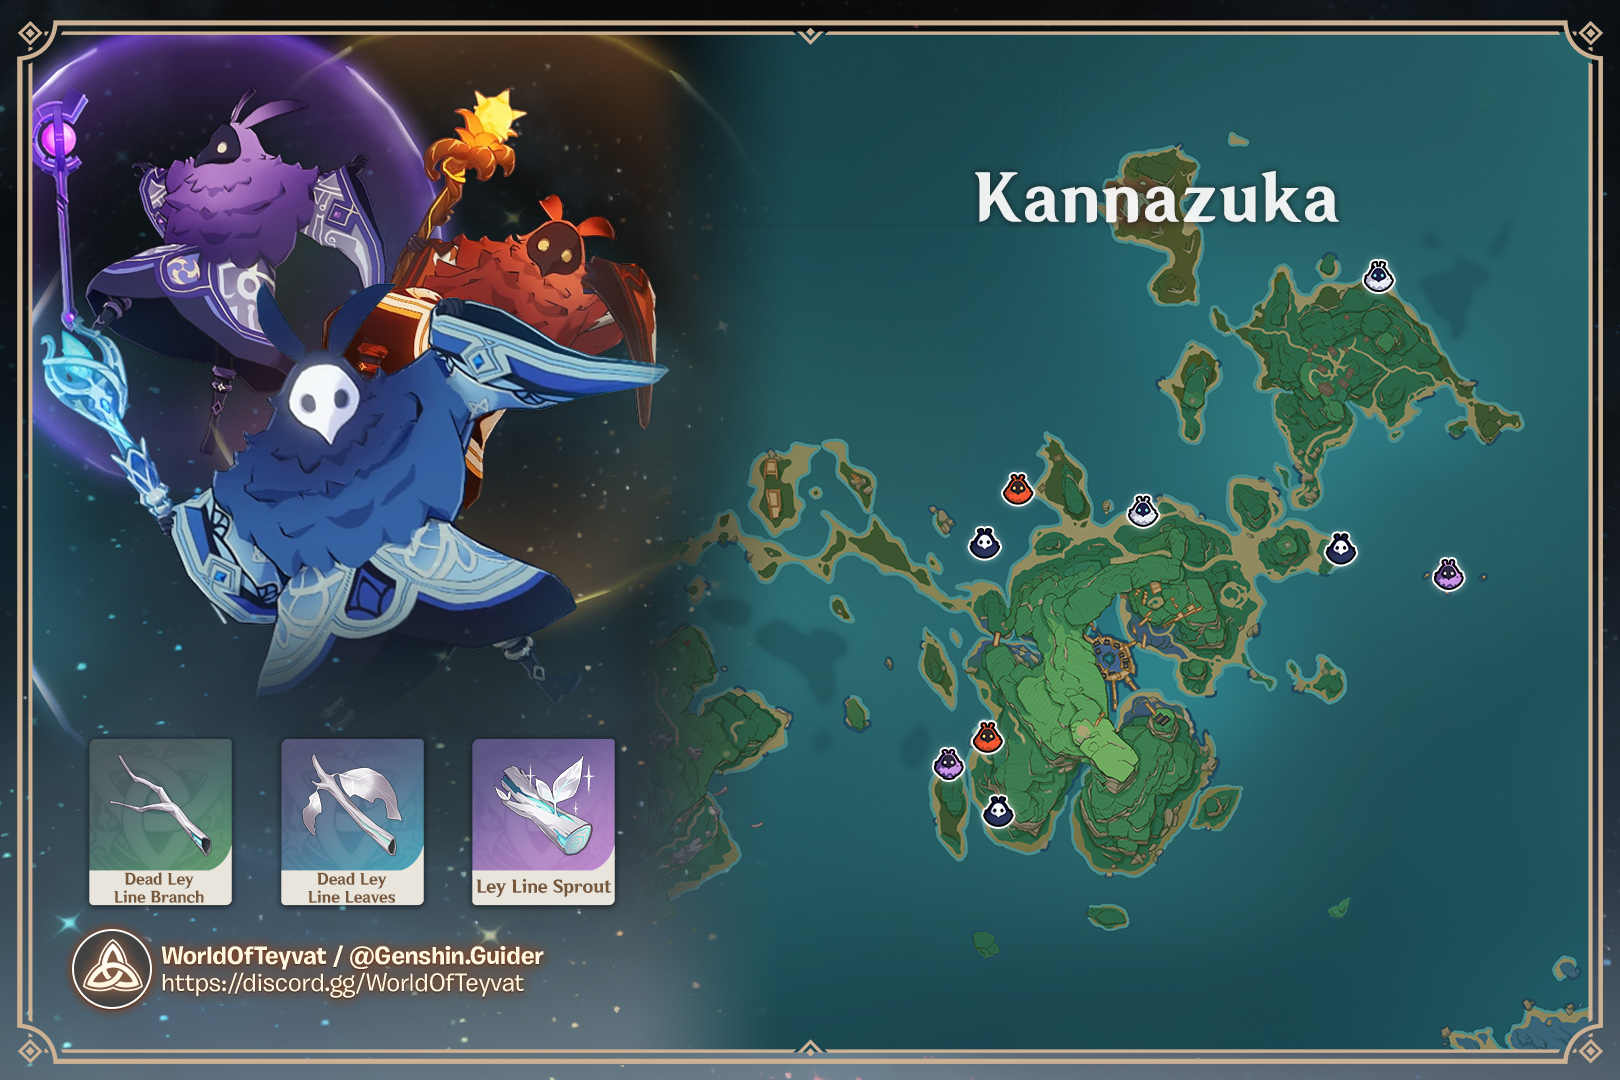 Kannazuka
Dead Ley
Line Branch
Dead Ley
Line Leaves
Ley Line Sprout
WorldOfTeyvat / @Genshin.Guider
https://discord.gg/WorldOfTeyvat